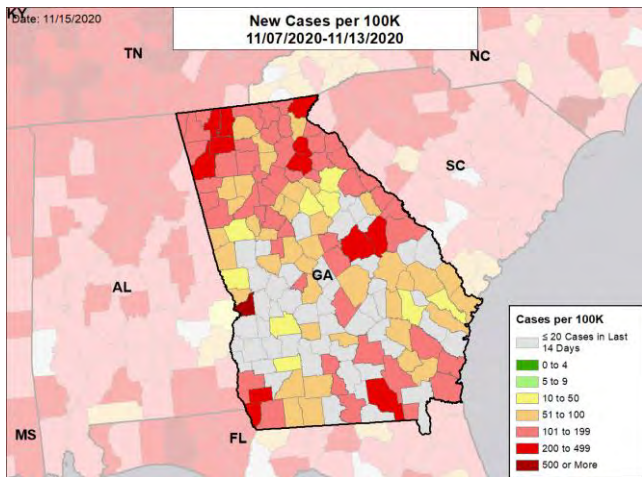 KY
Date: 11/15/2020
New Cases per 100K
11/07/2020-11/13/2020
TN
NC
SC
AL
GA
MS
FL
Cases per 100K
≤ 20 Cases in Last
14 Days
0 to 4
5 to 9
10 to 50
51 to 100
101 to 199
200 to 499
500 or More